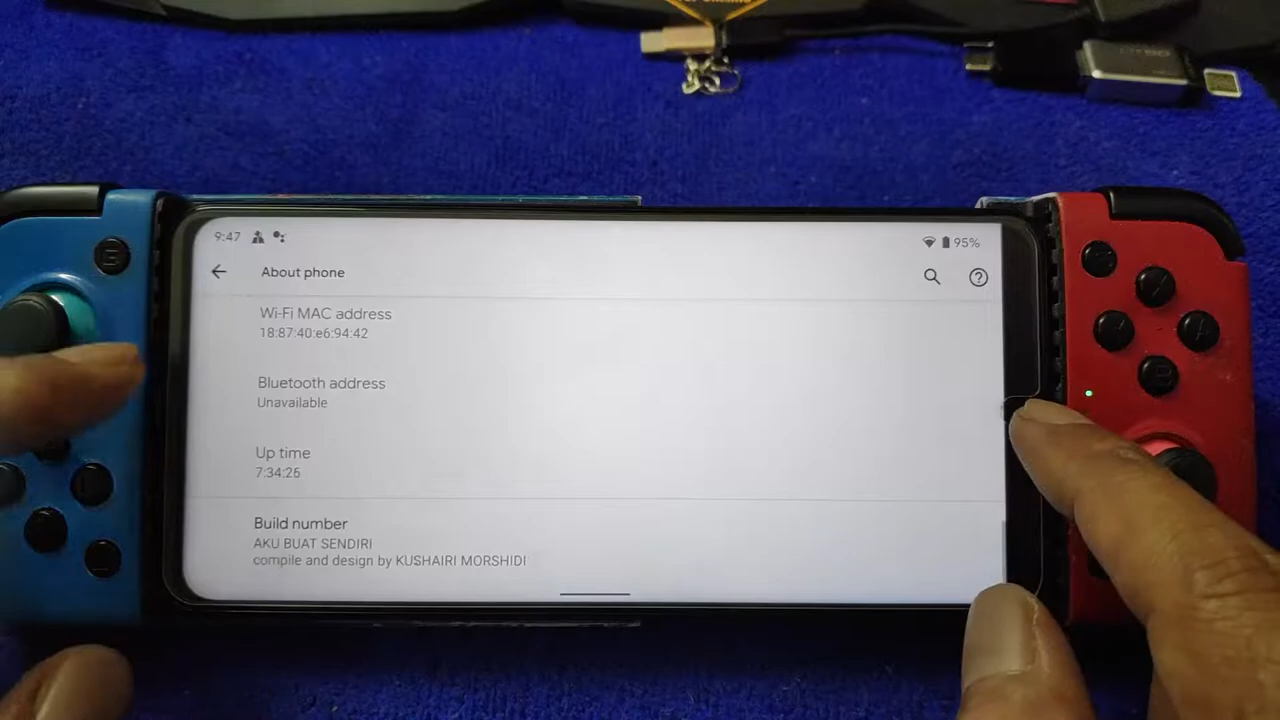 9:47
95%
About phone
Wi-Fi MAC address
18:87:40:e6:94:42
Bluetooth address
Unavailable
Up time
7:34:26
Build number
AKU BUAT SENDIRI
compile and design by KUSHAIRI MORSHIDI